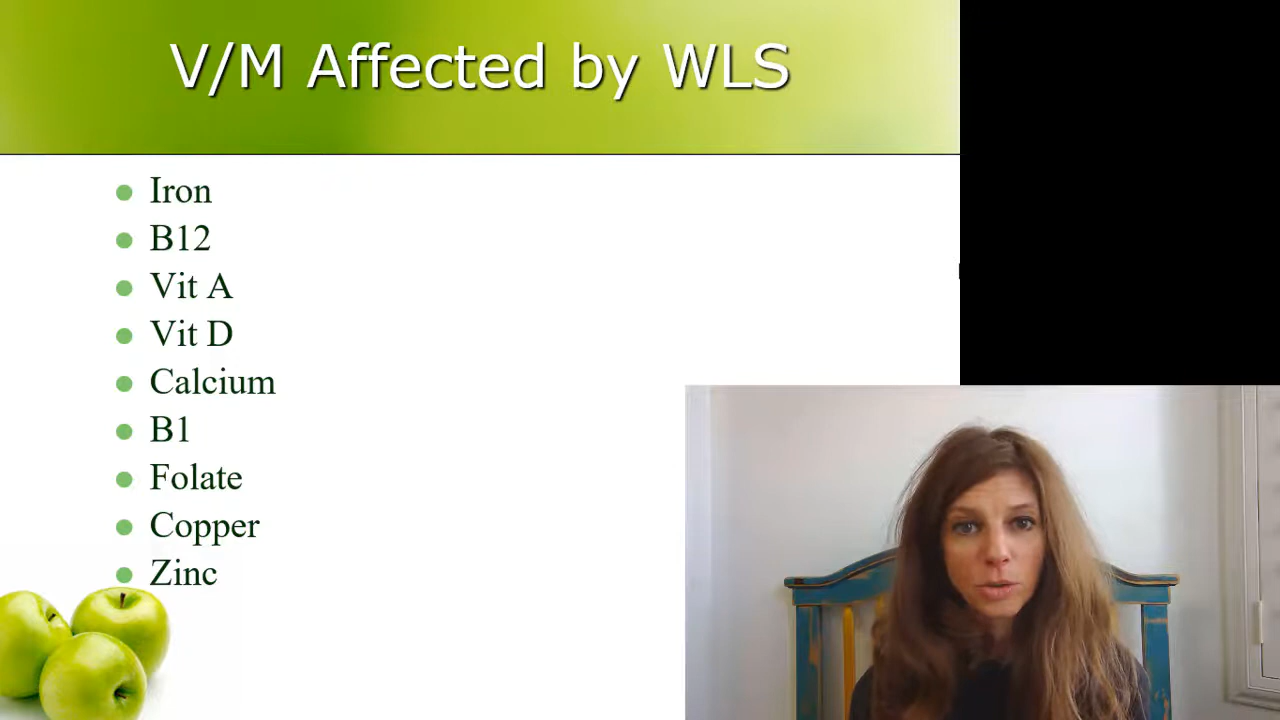 V/M Affected by WLS
Iron
B12
Vit A
Vit D
Calcium
B1
Folate
Copper
Zinc